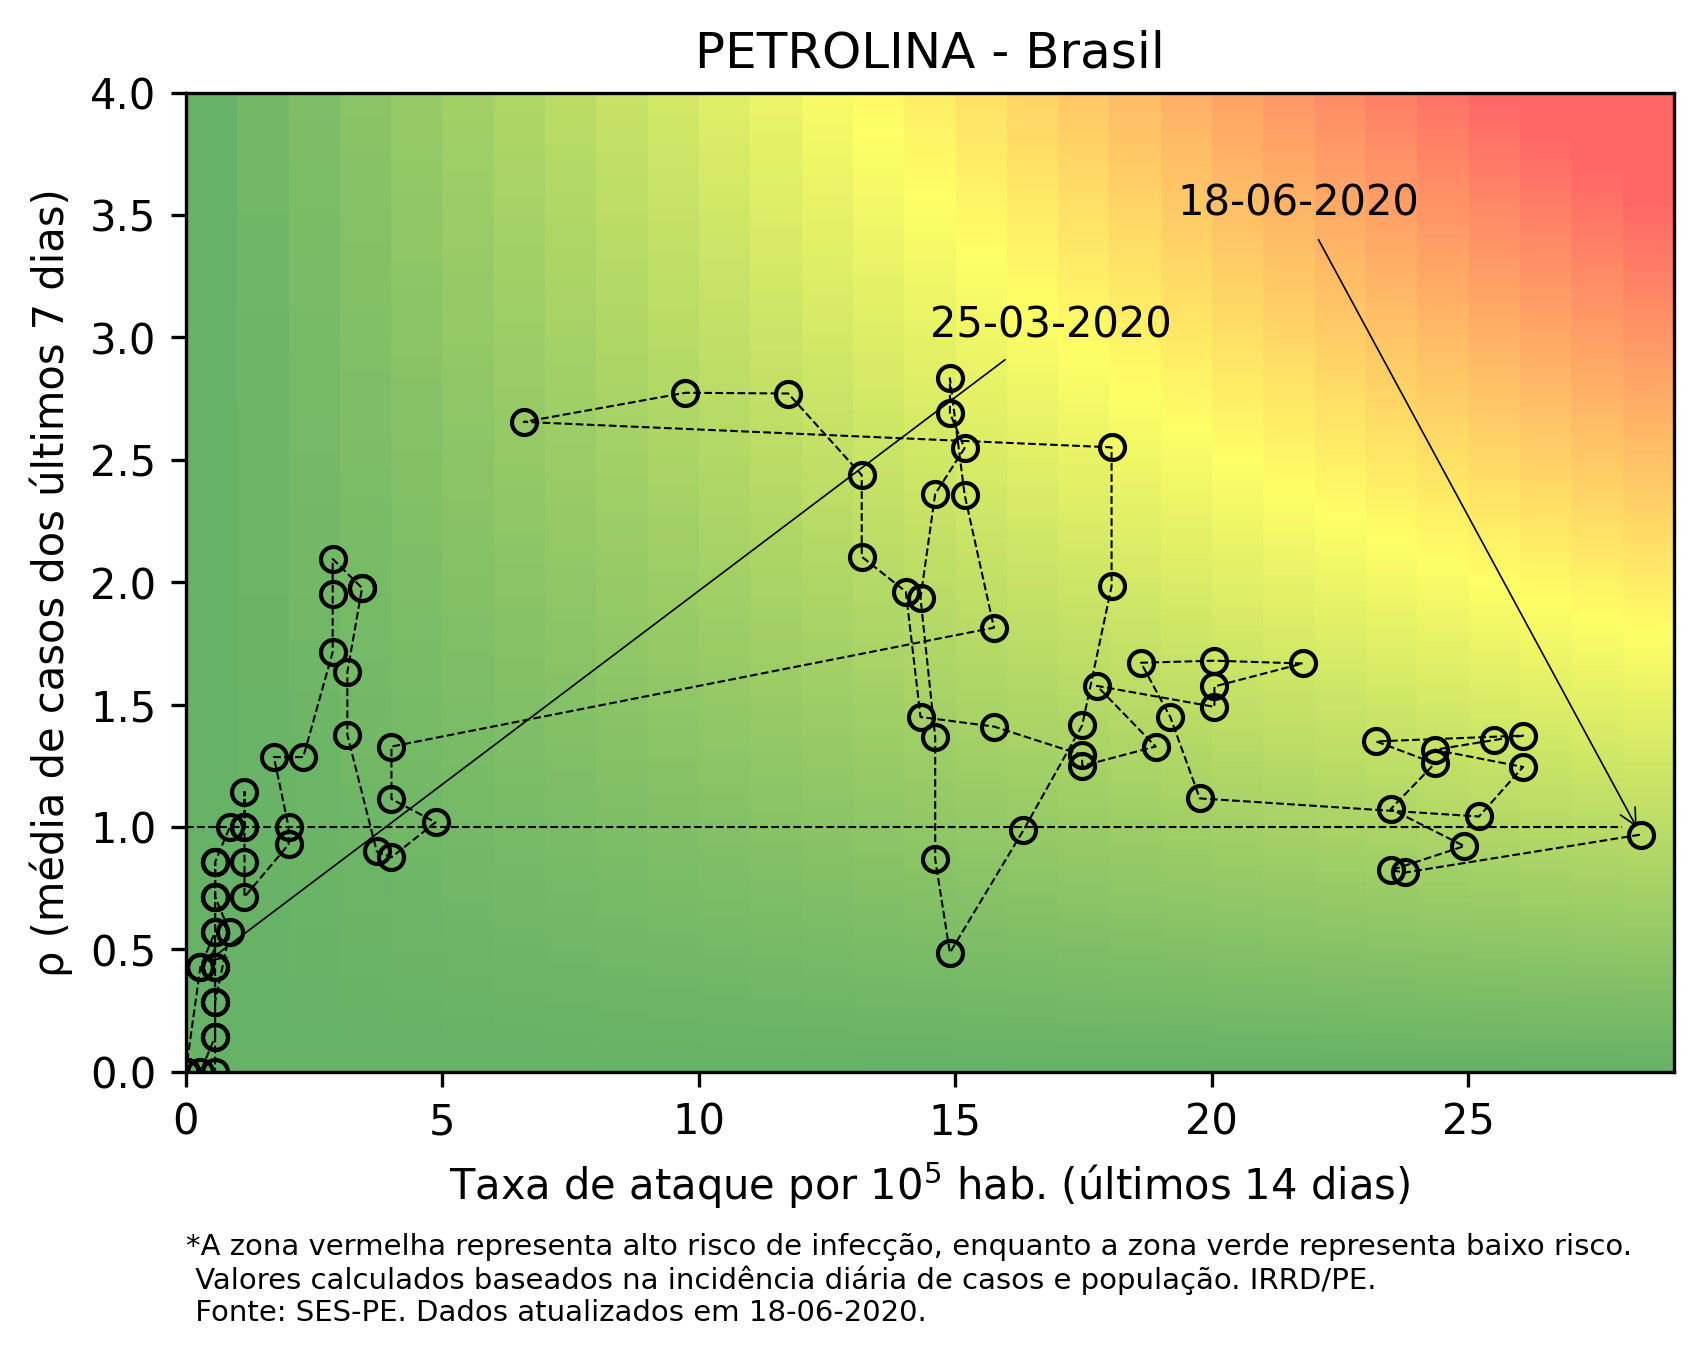 PETROLINA - Brasil
4.0
3.5
3.0
2.5
2.0
1.5
1.0
0.5
0.0
ρ (média de casos dos últimos 7 dias)
18-06-2020
25-03-2020
0 5 10 15 20 25
Taxa de ataque por 10⁵ hab. (últimos 14 dias)
*A zona vermelha representa alto risco de infecção, enquanto a zona verde representa baixo risco.
Valores calculados baseados na incidência diária de casos e população. IRRD/PE.
Fonte: SES-PE. Dados atualizados em 18-06-2020.